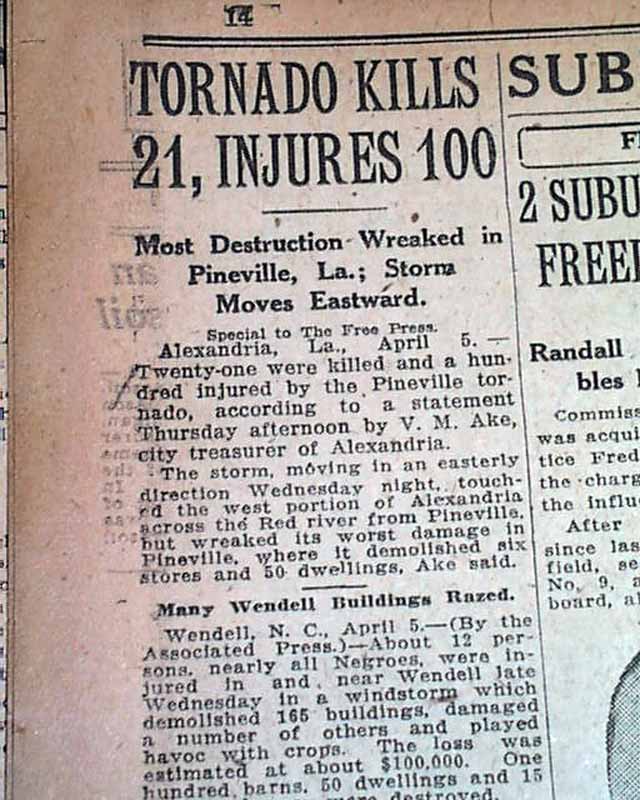 14
TORNADO KILLS
21, INJURES 100
Most Destruction Wreaked in
Pineville, La.; Storm
Moves Eastward.
Special to The Free Press.
Alexandria, La., April 5.—
Twenty-one were killed and a hun-
dred injured by the Pineville tor-
nado, according to a statement
Thursday afternoon by V. M. Ake,
city treasurer of Alexandria.
The storm, moving in an easterly
direction Wednesday night, touch-
ed the west portion of Alexandria
across the Red river from Pineville,
but wreaked its worst damage in
Pineville, where it demolished six
stores and 50 dwellings, Ake said.
Many Wendell Buildings Razed.
Wendell, N. C., April 5.—(By the
Associated Press.)—About 12 per-
sons, nearly all Negroes, were in-
jured in and near Wendell late
Wednesday in a windstorm which
demolished 165 buildings, damaged
a number of others and played
havoc with crops. The loss was
estimated at about $100,000. One
hundred barns, 50 dwellings and 15
were destroyed.
SUB
F
2 SUBU
FREE
Randall
bles
Commiss
was acqui
tice Fred
the charg
the influ
After
since las
field, se
No. 9, a
board, al